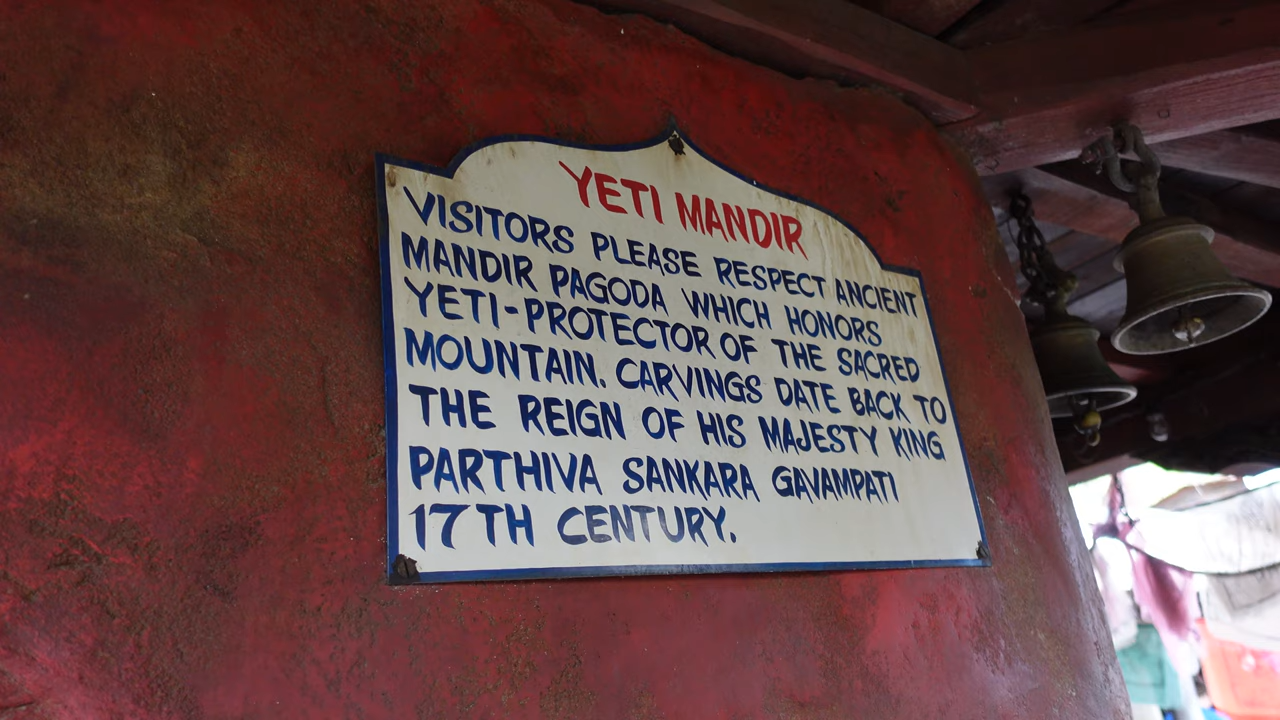 YETI MANDIR
VISITORS PLEASE RESPECT ANCIENT
MANDIR PAGODA WHICH HONORS
YETI-PROTECTOR OF THE SACRED
MOUNTAIN. CARVINGS DATE BACK TO
THE REIGN OF HIS MAJESTY KING
PARTHIVA SANKARA GAVAMPATI
17TH CENTURY.